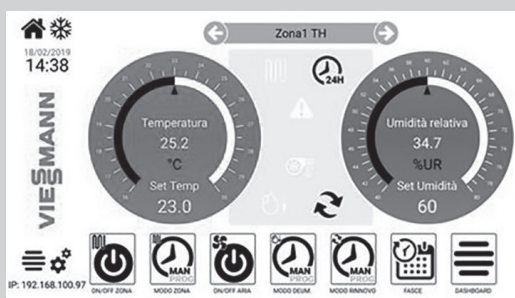 Zona1 TH
18/02/2019
14:38
24H
VIESSMANN
Temperatura
25.2
°C
Set Temp
23.0
Umidità relativa
34.7
%UR
Set Umidità
60
IP: 192.168.100.97
MAN
PROG
MAN
PROG
MAN
PROG
ON/OFF ZONA
MODO ZONA
ON/OFF ARIA
MODO DEUM.
MODO RINNOVO
FASCE
DASHBOARD